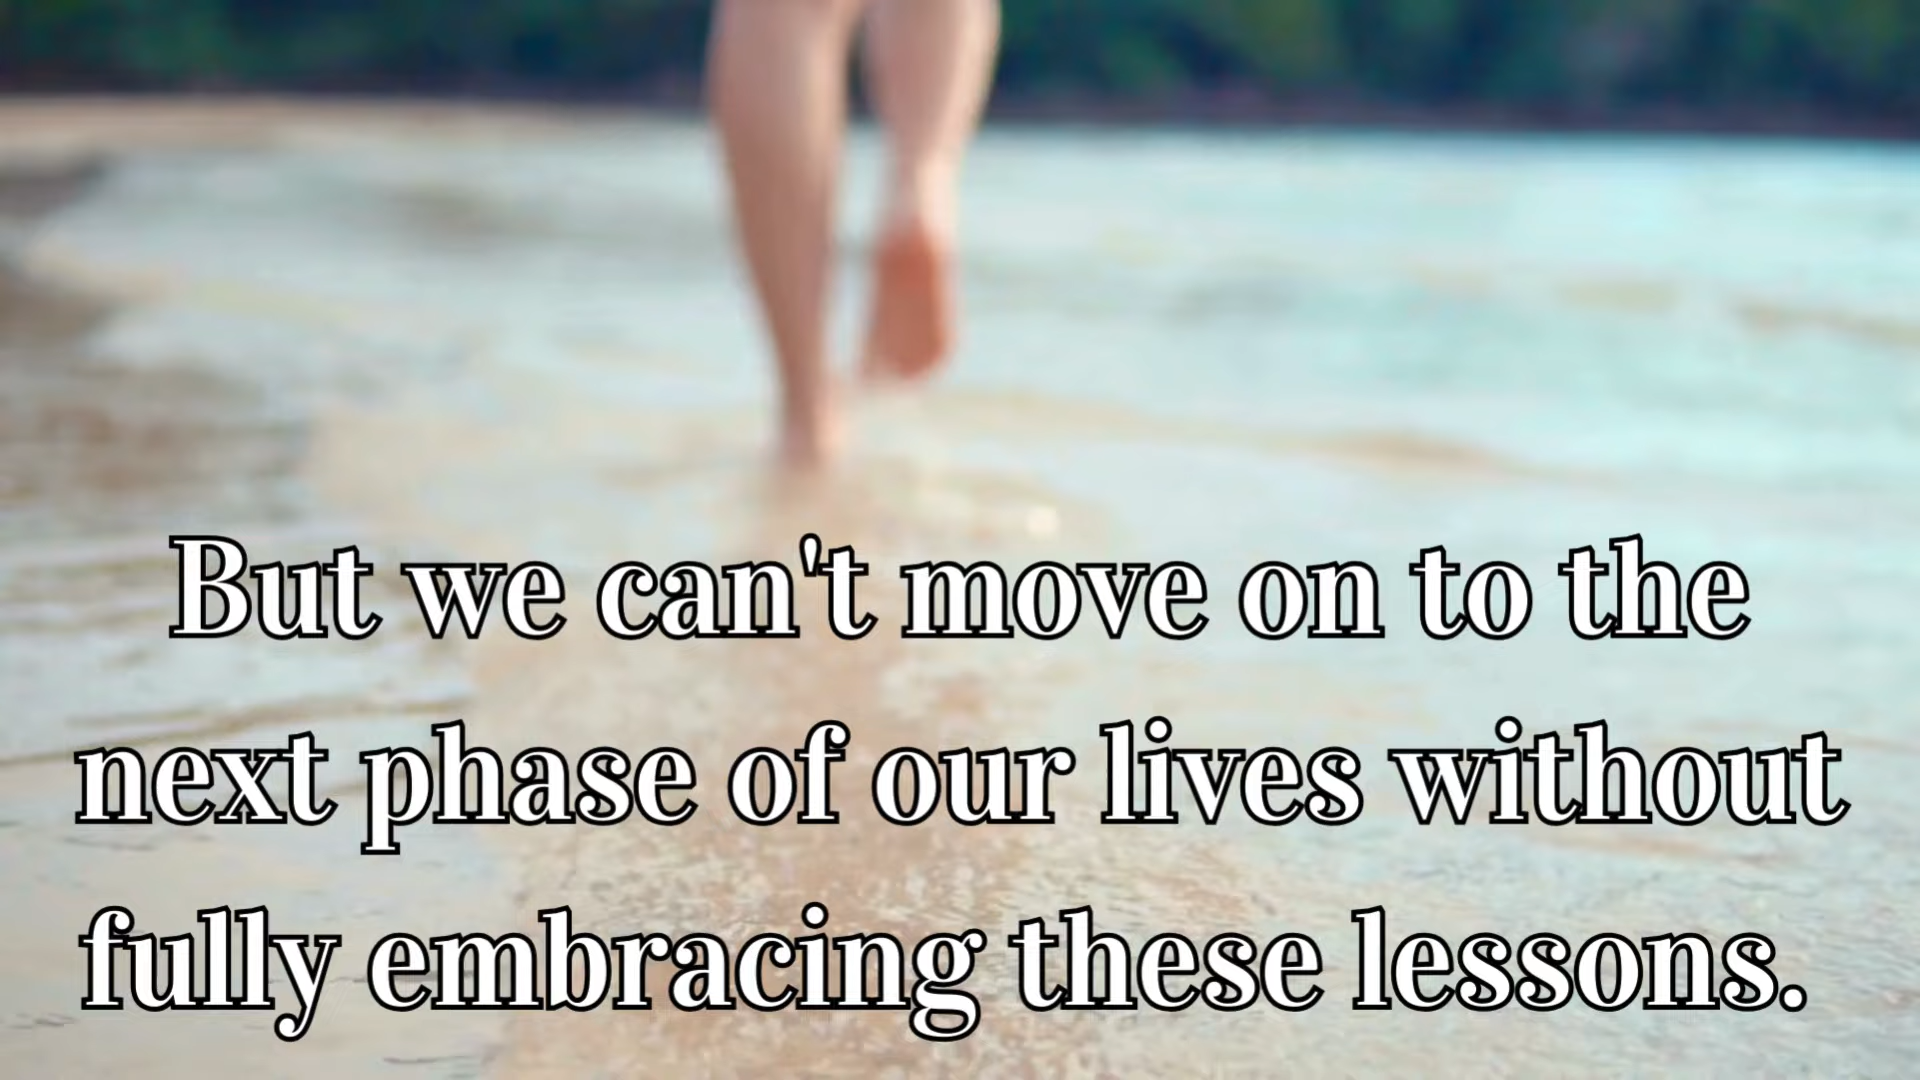 But we can't move on to the
next phase of our lives without
fully embracing these lessons.